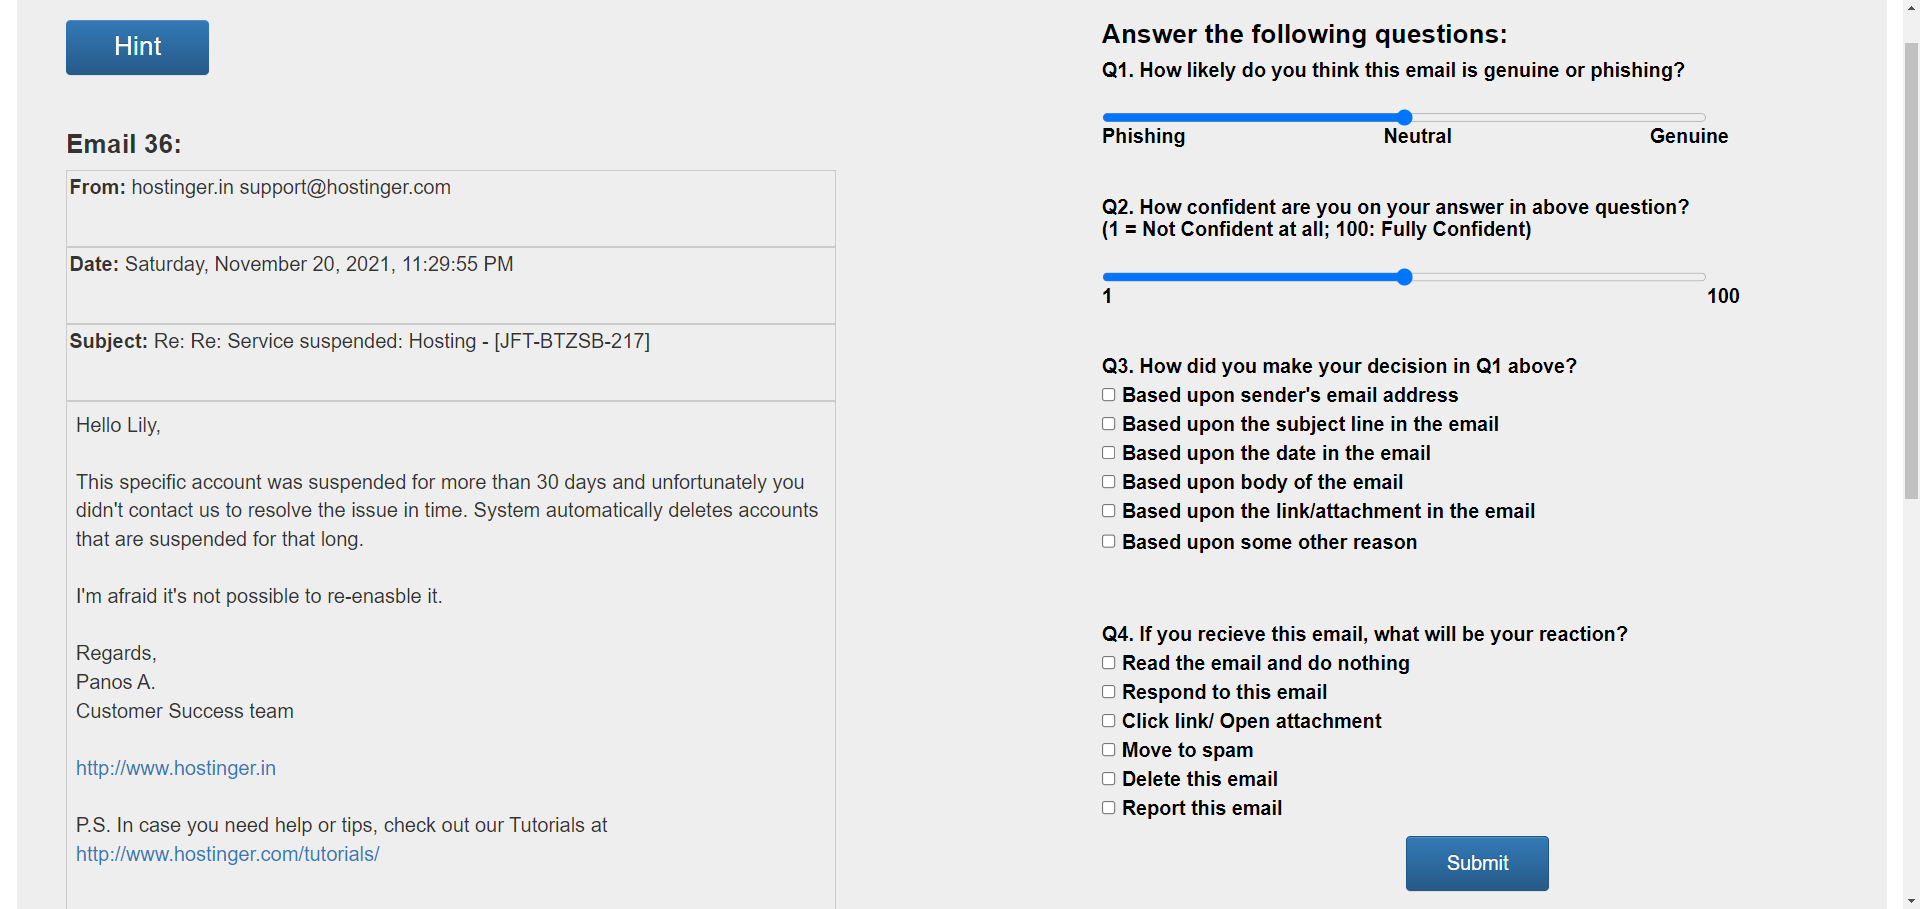 Hint
Email 36:
From: hostinger.in support@hostinger.com
Date: Saturday, November 20, 2021, 11:29:55 PM
Subject: Re: Re: Service suspended: Hosting - [JFT-BTZSB-217]
Hello Lily,
This specific account was suspended for more than 30 days and unfortunately you
didn't contact us to resolve the issue in time. System automatically deletes accounts
that are suspended for that long.
I'm afraid it's not possible to re-enasble it.
Regards,
Panos A.
Customer Success team
http://www.hostinger.in
P.S. In case you need help or tips, check out our Tutorials at
http://www.hostinger.com/tutorials/
Answer the following questions:
Q1. How likely do you think this email is genuine or phishing?
Phishing Neutral Genuine
Q2. How confident are you on your answer in above question?
(1 = Not Confident at all; 100: Fully Confident)
1 100
Q3. How did you make your decision in Q1 above?
Based upon sender's email address
Based upon the subject line in the email
Based upon the date in the email
Based upon body of the email
Based upon the link/attachment in the email
Based upon some other reason
Q4. If you recieve this email, what will be your reaction?
Read the email and do nothing
Respond to this email
Click link/ Open attachment
Move to spam
Delete this email
Report this email
Submit